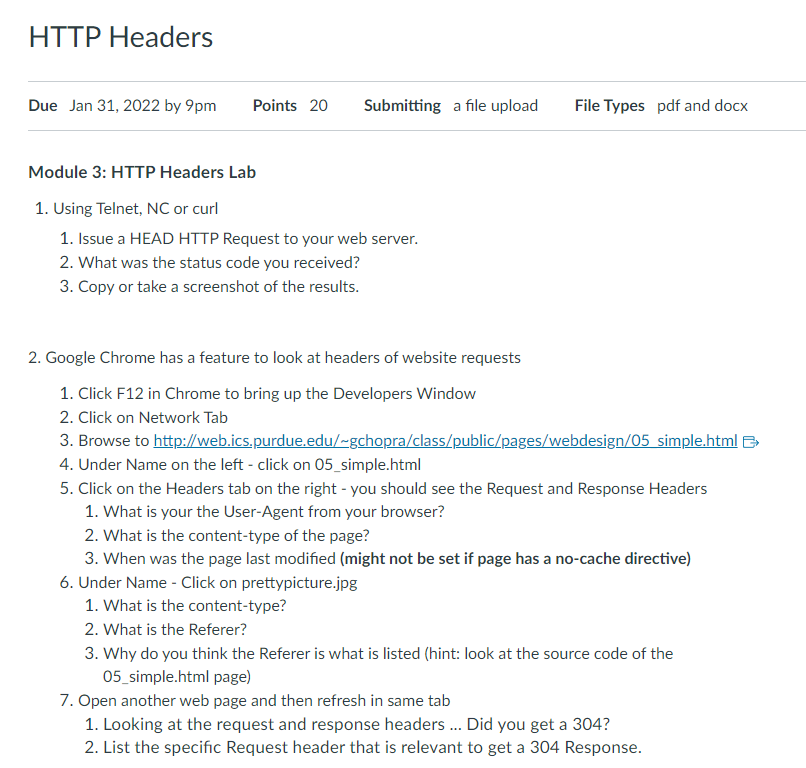 HTTP Headers
Due Jan 31, 2022 by 9pm Points 20 Submitting a file upload File Types pdf and docx
Module 3: HTTP Headers Lab
1. Using Telnet, NC or curl
1. Issue a HEAD HTTP Request to your web server.
2. What was the status code you received?
3. Copy or take a screenshot of the results.
2. Google Chrome has a feature to look at headers of website requests
1. Click F12 in Chrome to bring up the Developers Window
2. Click on Network Tab
3. Browse to http://web.ics.purdue.edu/~gchopra/class/public/pages/webdesign/05_simple.html
4. Under Name on the left - click on 05_simple.html
5. Click on the Headers tab on the right - you should see the Request and Response Headers
1. What is your the User-Agent from your browser?
2. What is the content-type of the page?
3. When was the page last modified (might not be set if page has a no-cache directive)
6. Under Name - Click on prettypicture.jpg
1. What is the content-type?
2. What is the Referer?
3. Why do you think the Referer is what is listed (hint: look at the source code of the
05_simple.html page)
7. Open another web page and then refresh in same tab
1. Looking at the request and response headers ... Did you get a 304?
2. List the specific Request header that is relevant to get a 304 Response.